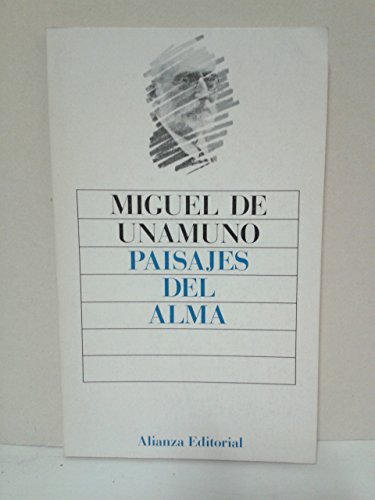 MIGUEL DE
UNAMUNO
PAISAJES
DEL
ALMA
Alianza Editorial